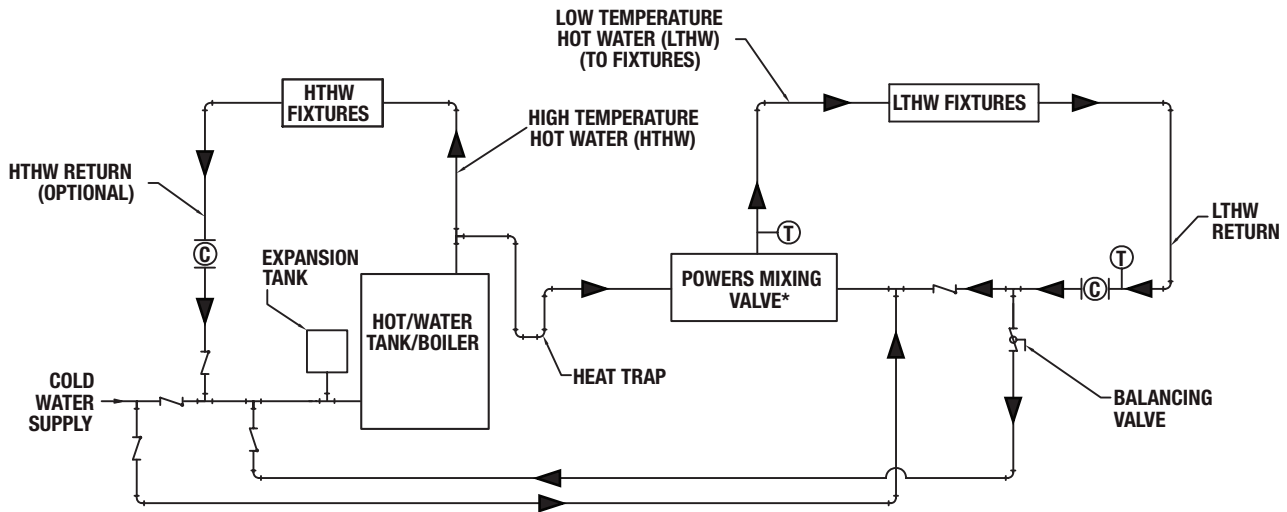 LOW TEMPERATURE
HOT WATER (LTHW)
(TO FIXTURES)
HTHW
FIXTURES
LTHW FIXTURES
HIGH TEMPERATURE
HOT WATER (HTHW)
HTHW RETURN
(OPTIONAL)
C
EXPANSION
TANK
T
LTHW
RETURN
T
C
POWERS MIXING
VALVE*
HOT/WATER
TANK/BOILER
HEAT TRAP
COLD
WATER
SUPPLY
BALANCING
VALVE